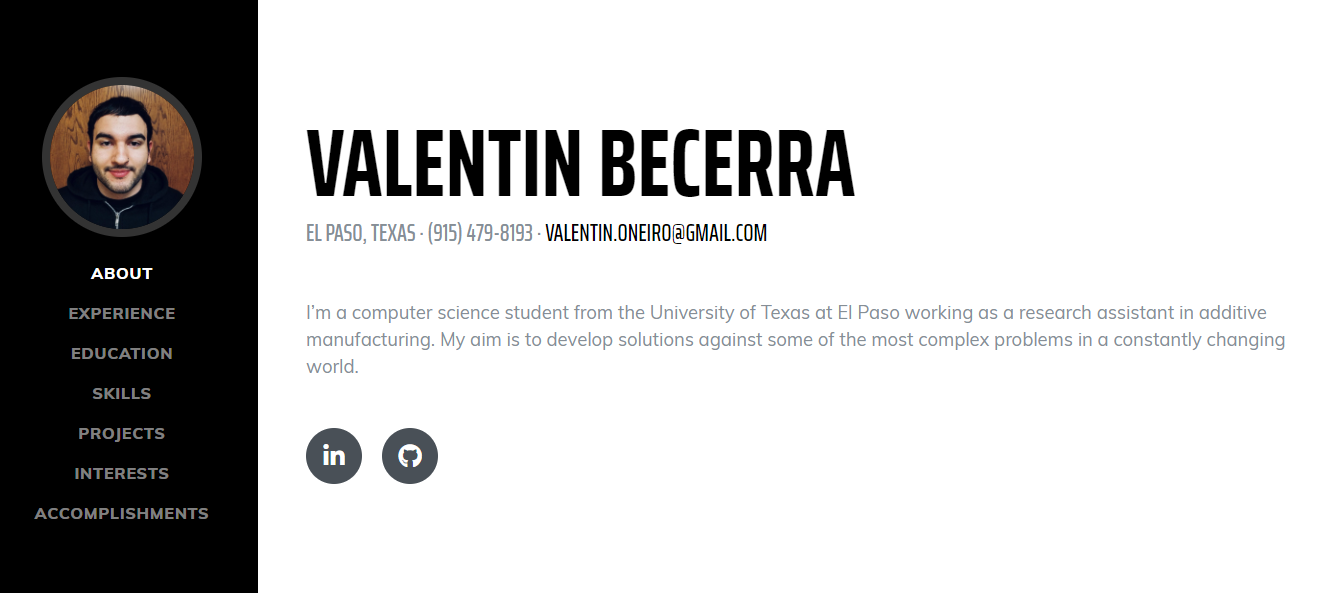 ABOUT
EXPERIENCE
EDUCATION
SKILLS
PROJECTS
INTERESTS
ACCOMPLISHMENTS
VALENTIN BECERRA
EL PASO, TEXAS · (915) 479-8193 · VALENTIN.ONEIRO@GMAIL.COM
I'm a computer science student from the University of Texas at El Paso working as a research assistant in additive
manufacturing. My aim is to develop solutions against some of the most complex problems in a constantly changing
world.
in